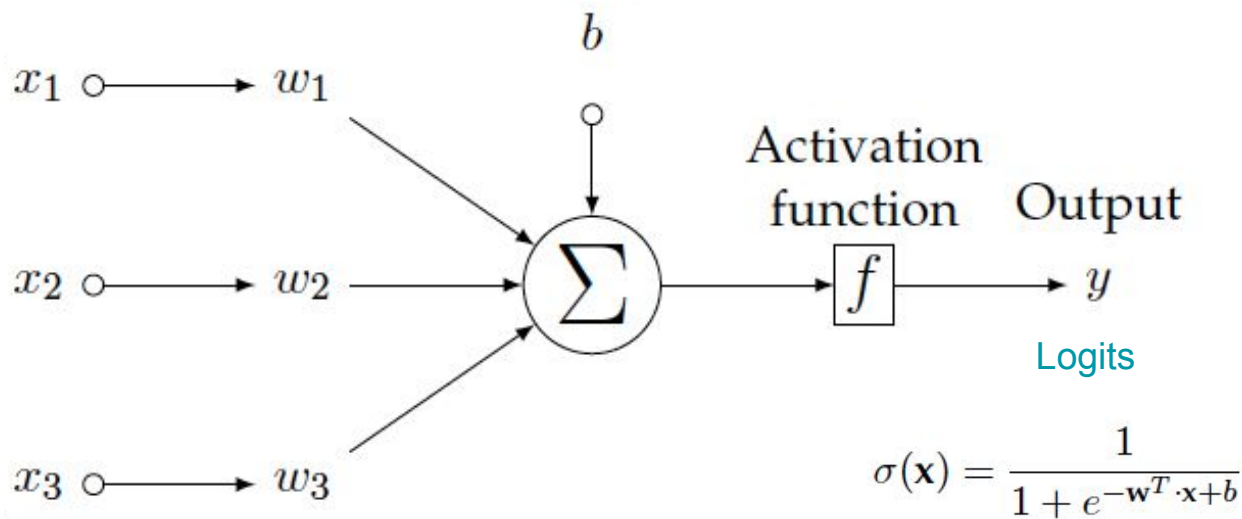 b
x₁ w₁
Activation
function
Output
x₂ w₂ Σ f y
Logits
x₃ w₃
σ(𝐱) = 1 / (1 + e^{−𝐰^T · 𝐱+b})